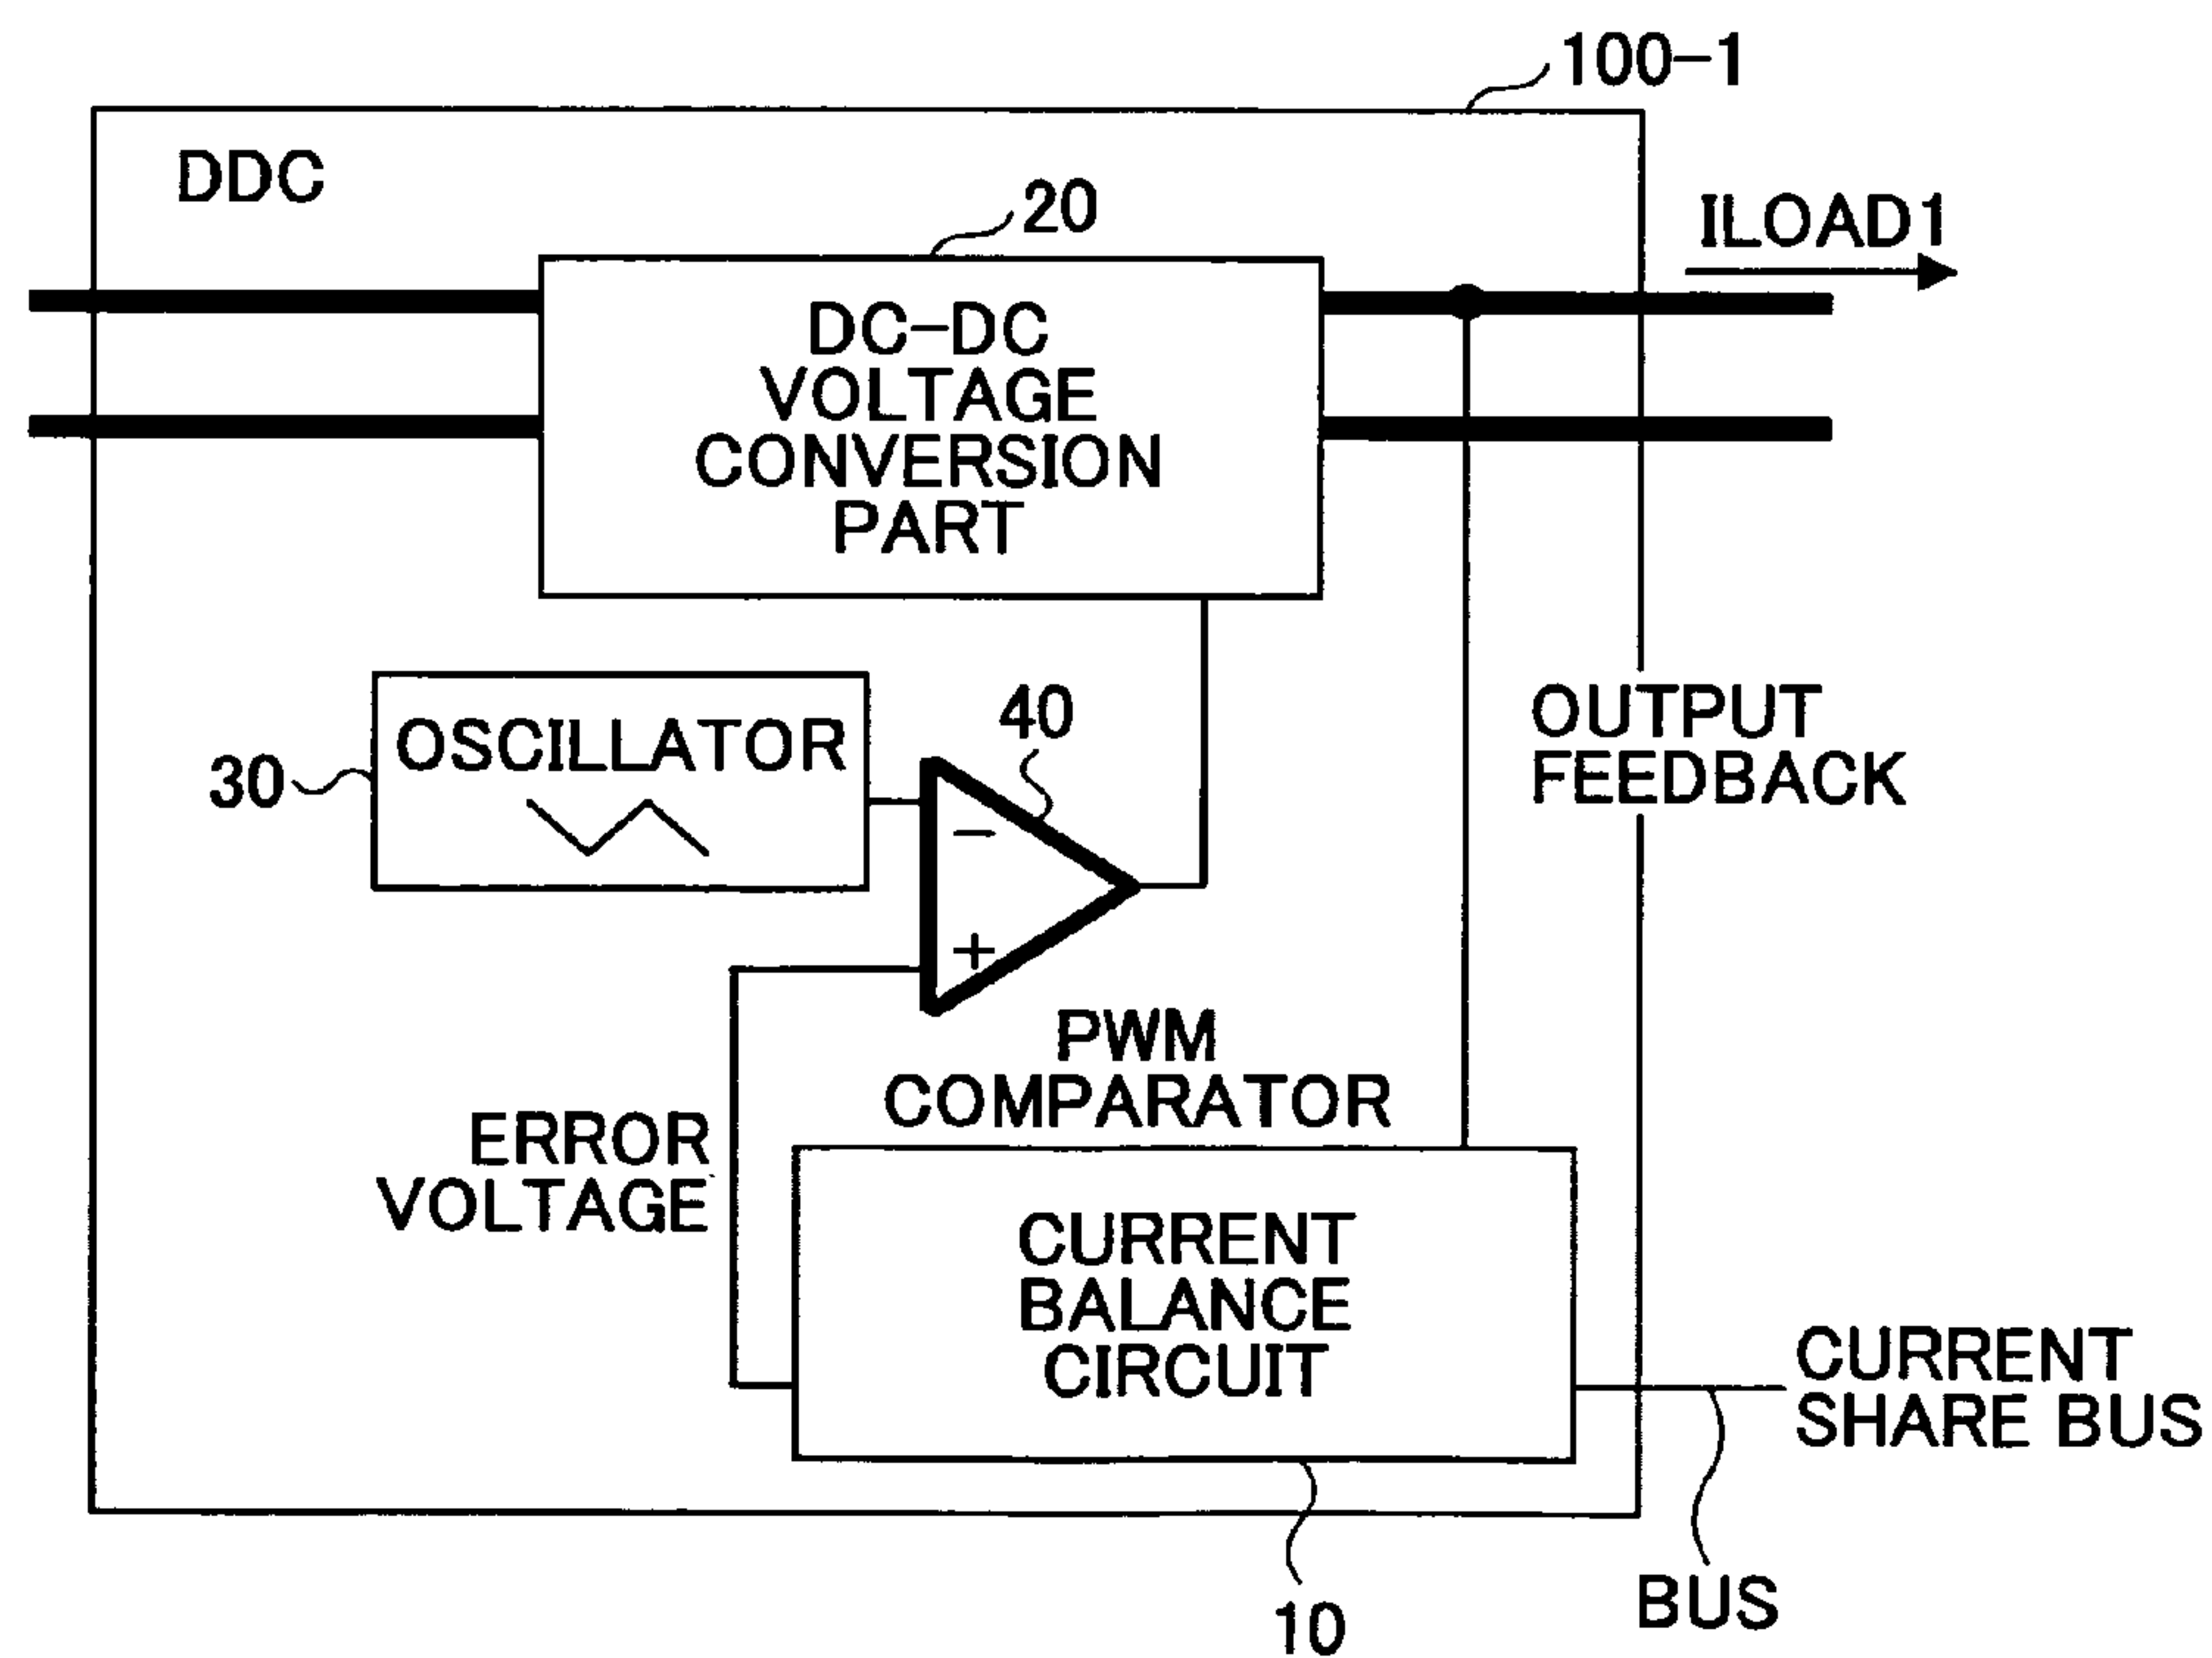 100-1
DDC
20
ILOAD1
DC-DC
VOLTAGE
CONVERSION
PART
OSCILLATOR
30
40
-
+
OUTPUT
FEEDBACK
PWM
COMPARATOR
ERROR
VOLTAGE
CURRENT
BALANCE
CIRCUIT
CURRENT
SHARE BUS
BUS
10